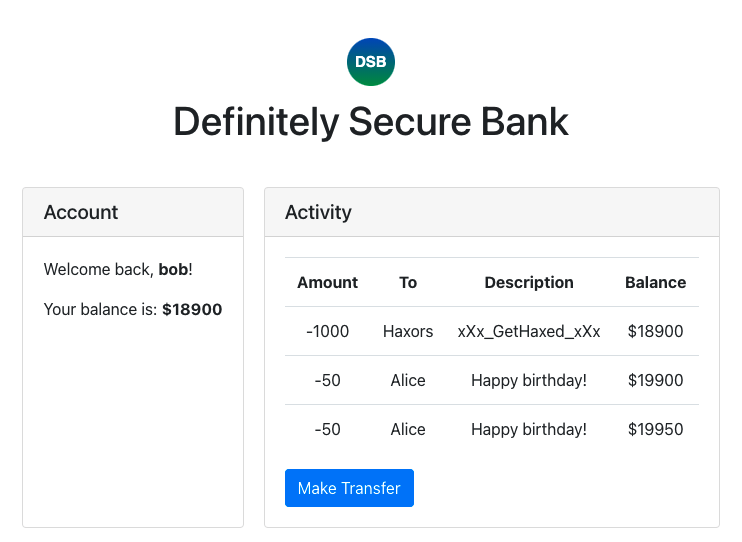 DSB
Definitely Secure Bank
Account
Welcome back, bob!
Your balance is: $18900
Activity
Amount To Description Balance
-1000 Haxors xXx_GetHaxed_xXx $18900
-50 Alice Happy birthday! $19900
-50 Alice Happy birthday! $19950
Make Transfer